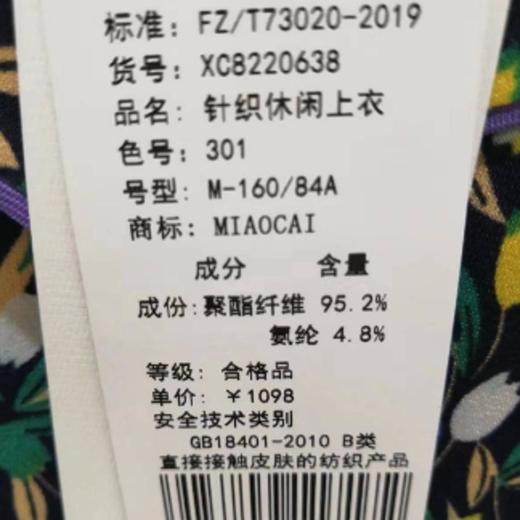 标准: FZ/T73020-2019
货号: XC8220638
品名: 针织休闲上衣
色号: 301
号型: M-160/84A
商标: MIAOCAI
成分 含量
成份: 聚酯纤维 95.2%
氨纶 4.8%
等级: 合格品
单价: ￥1098
安全技术类别
GB18401-2010 B类
直接接触皮肤的纺织产品